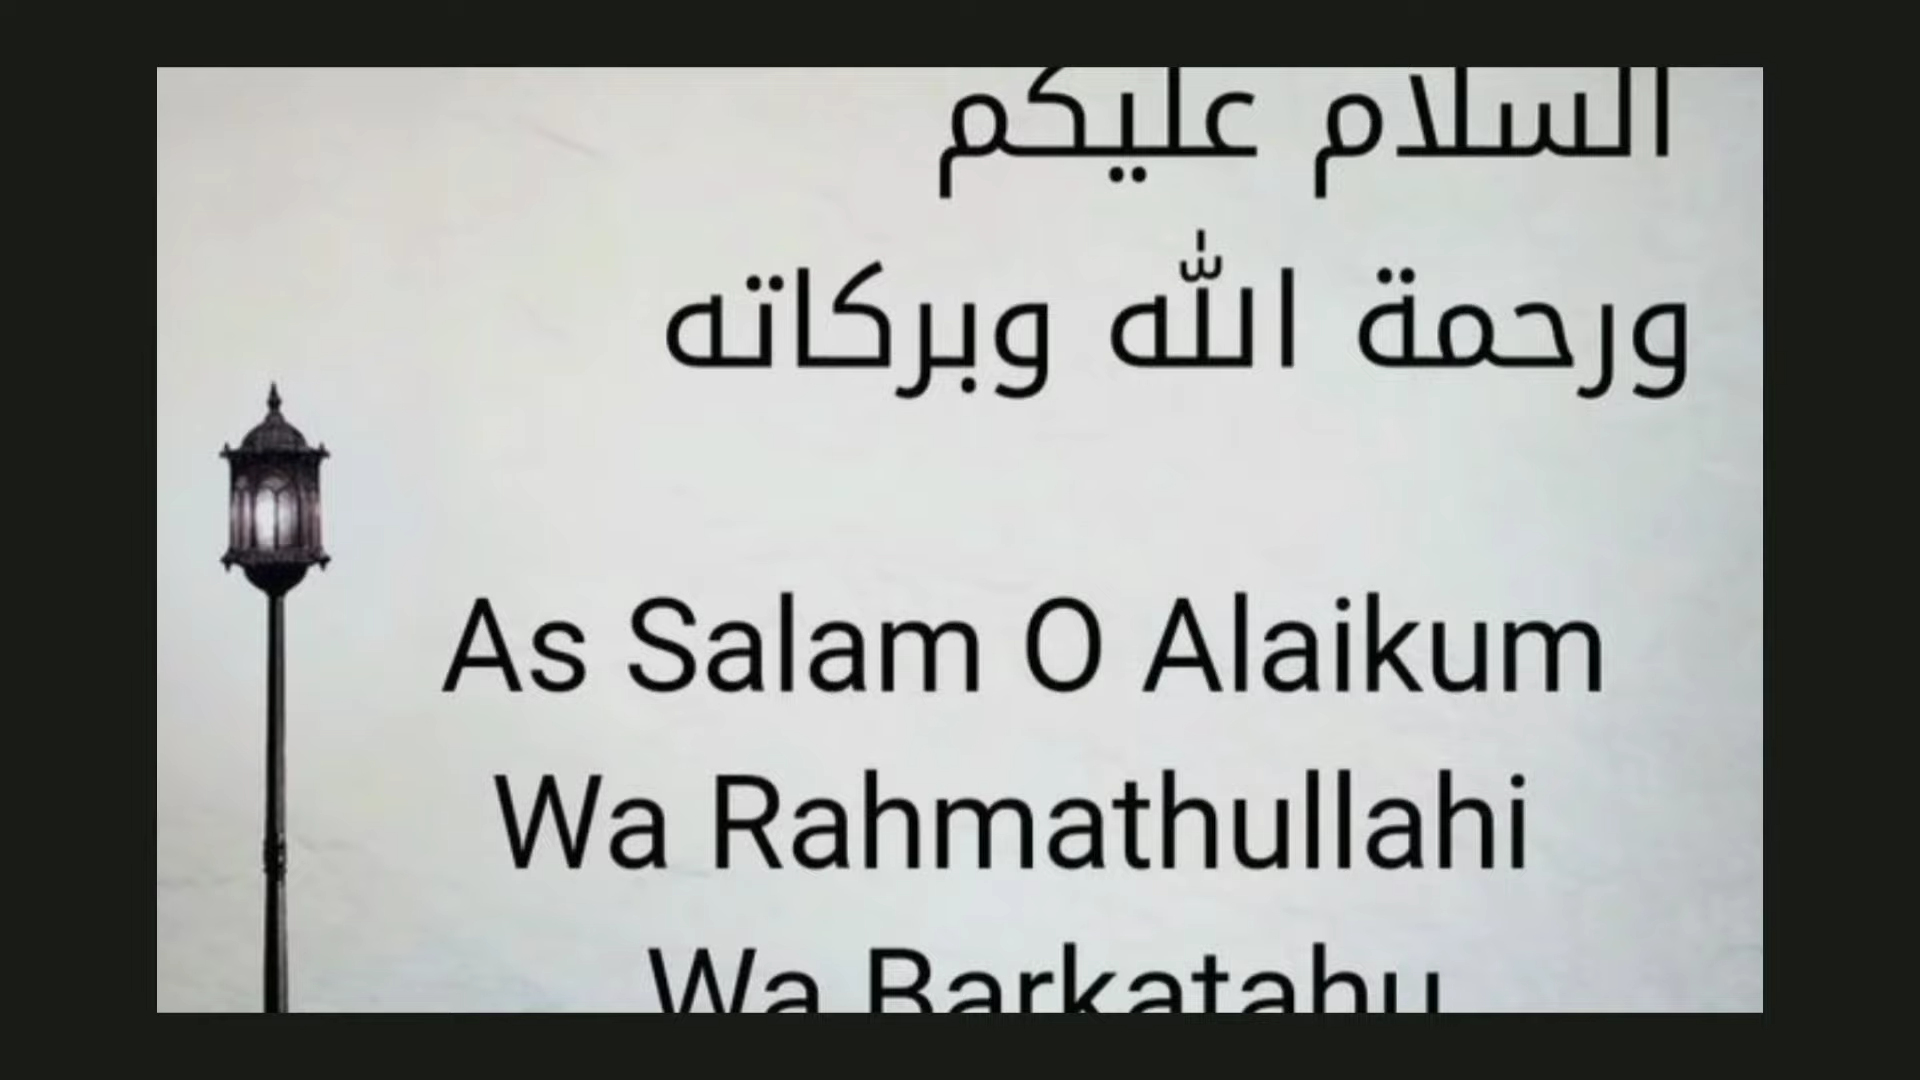 السلام عليكم
ورحمة الله وبركاته
As Salam O Alaikum
Wa Rahmathullahi
Wa Barkatahu